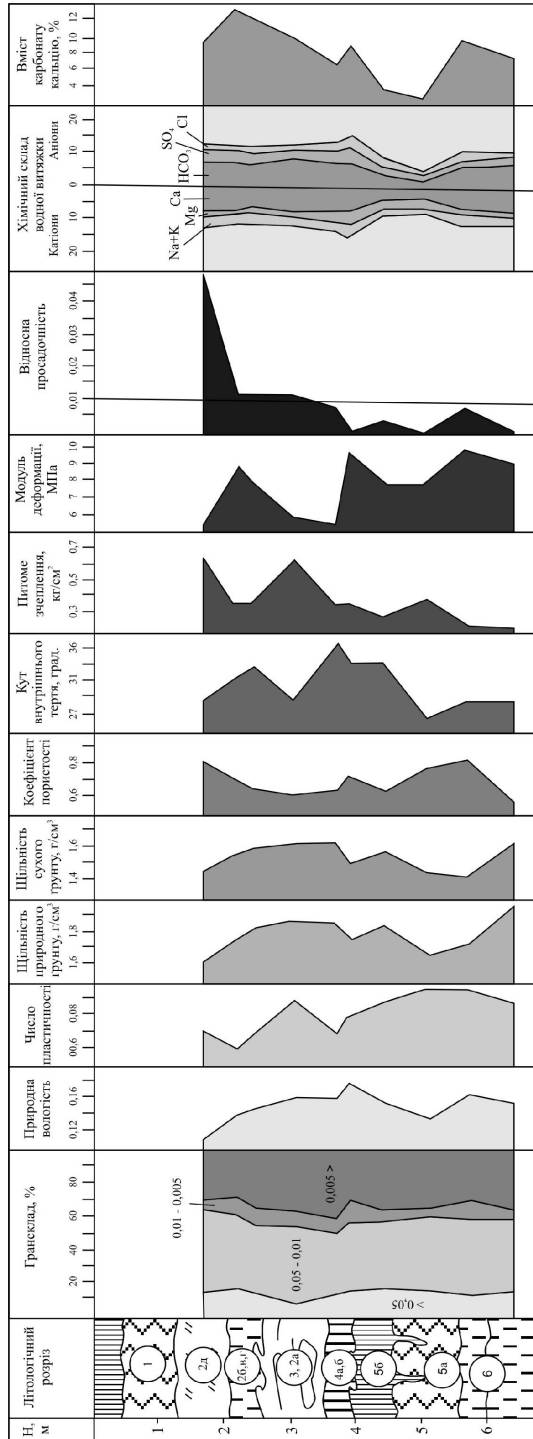 Вміст
карбонату
кальцію, %
4
6
8
10
12
Хімічний склад
водної витяжки
Катіони
Аніони
20
10
0
10
20
Na+K
Mg
Ca
HCO3
SO4
Cl
Відносна
просадочність
0,01
0,02
0,03
0,04
Модуль
деформації,
МПа
6
7
8
9
10
Питоме
зчеплення,
кг/см²
0,3
0,5
0,7
Кут
внутрішнього
тертя, град.
27
31
36
Коефіцієнт
пористості
0,6
0,8
Щільність
сухого
ґрунту, г/см³
1,4
1,6
Щільність
природного
ґрунту, г/см³
1,6
1,8
Число
пластичності
00,6
0,08
Природна
вологість
0,12
0,16
Грансклад, %
20
40
60
80
0,01 - 0,005
0,005 >
0,05 - 0,01
> 0,05
Літологічний
розріз
1
2д
2б,в,г
3, 2а
4а,б
5б
5а
6
Н,
м
1
2
3
4
5
6